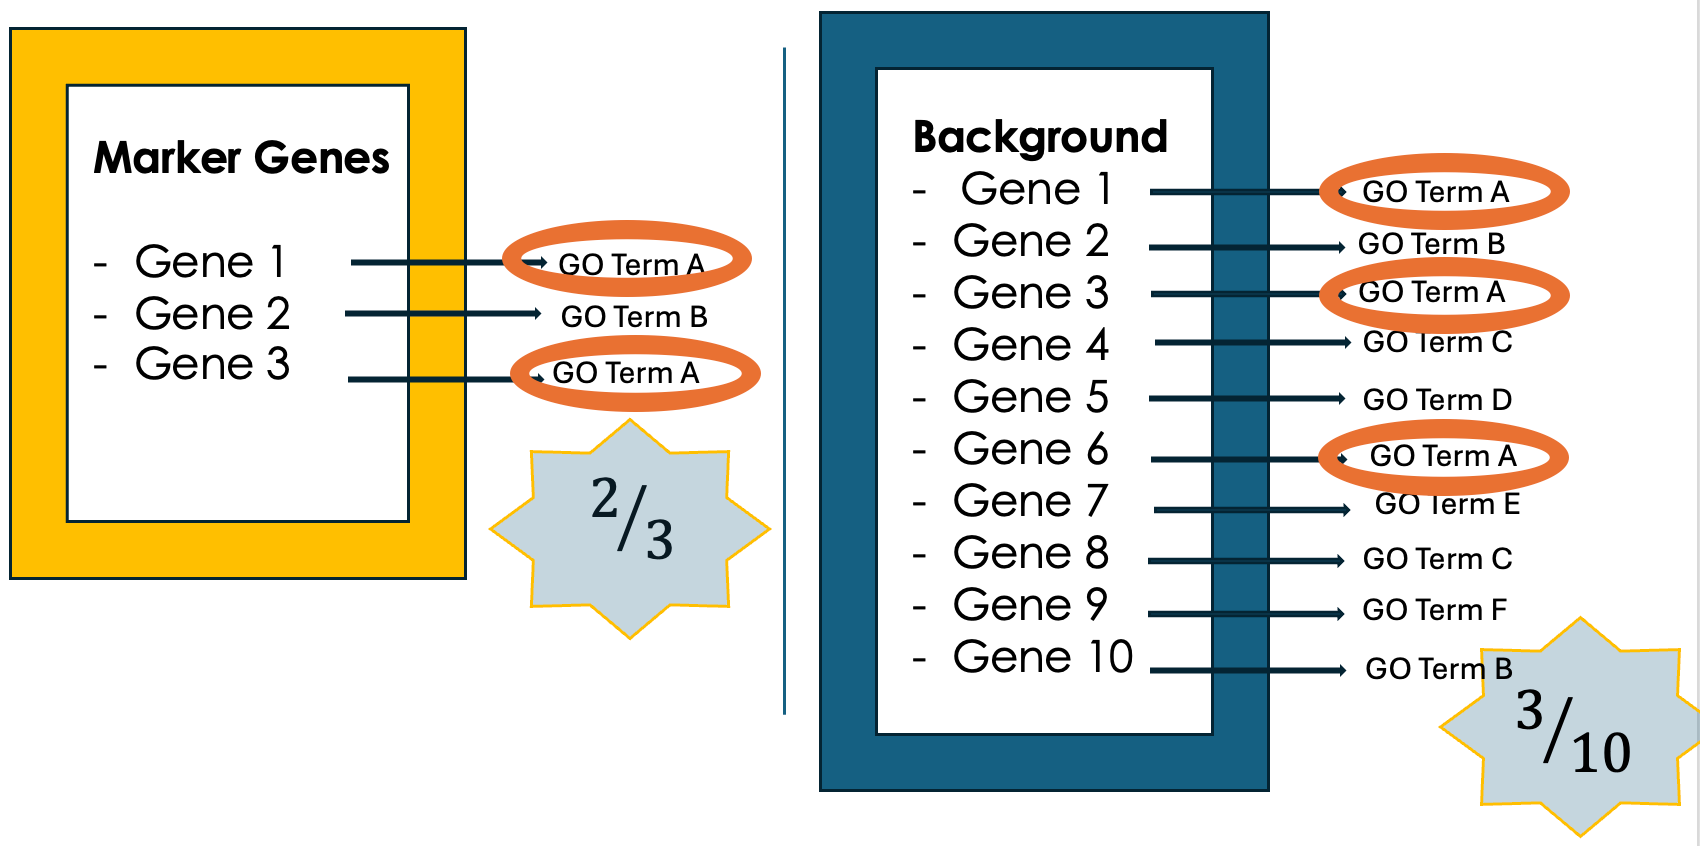 Marker Genes
- Gene 1 GO Term A
- Gene 2 GO Term B
- Gene 3 GO Term A
2/3
Background
- Gene 1 GO Term A
- Gene 2 GO Term B
- Gene 3 GO Term A
- Gene 4 GO Term C
- Gene 5 GO Term D
- Gene 6 GO Term A
- Gene 7 GO Term E
- Gene 8 GO Term C
- Gene 9 GO Term F
- Gene 10 GO Term B
3/10